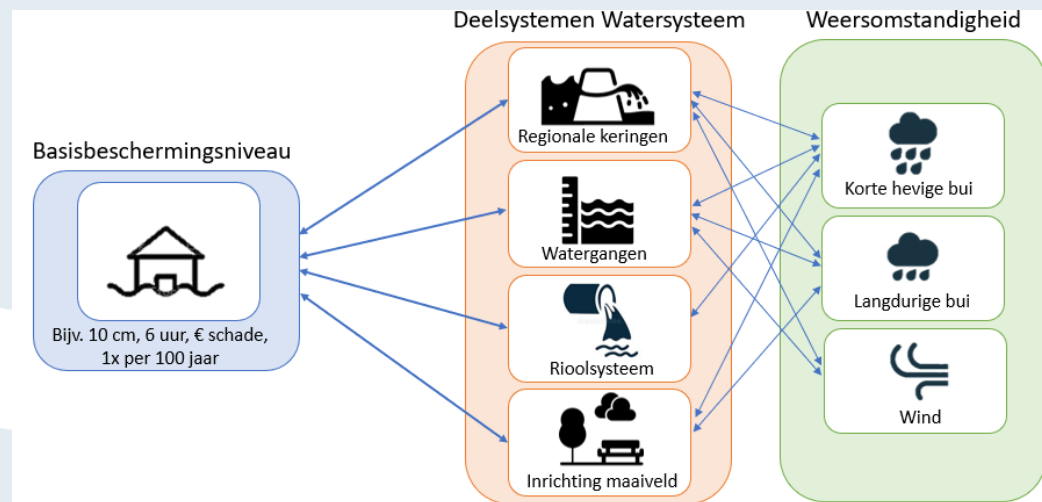 Deelsystemen Watersysteem
Weersomstandigheid
Regionale keringen
Basisbeschermingsniveau
Korte hevige bui
Watergangen
Langdurige bui
Bijv. 10 cm, 6 uur, € schade,
1x per 100 jaar
Rioolsysteem
Wind
Inrichting maaiveld